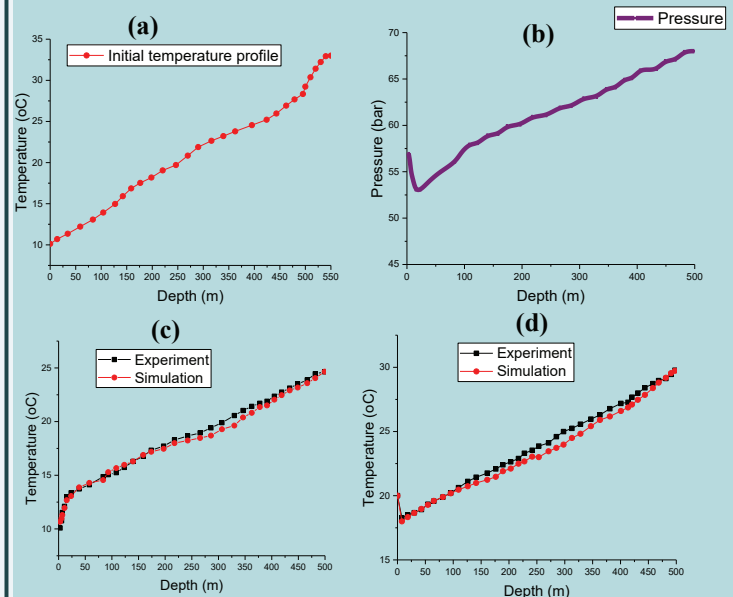 (a)
Initial temperature profile
35
30
25
20
15
10
Temperature (oC)
0 50 100 150 200 250 300 350 400 450 500 550
Depth (m)
(b)
Pressure
70
65
60
55
50
45
Pressure (bar)
0 100 200 300 400 500
Depth (m)
(c)
Experiment
Simulation
25
20
15
10
Temperature (oC)
0 50 100 150 200 250 300 350 400 450 500
Depth (m)
(d)
Experiment
Simulation
30
25
20
15
Temperature (oC)
0 50 100 150 200 250 300 350 400 450 500
Depth (m)